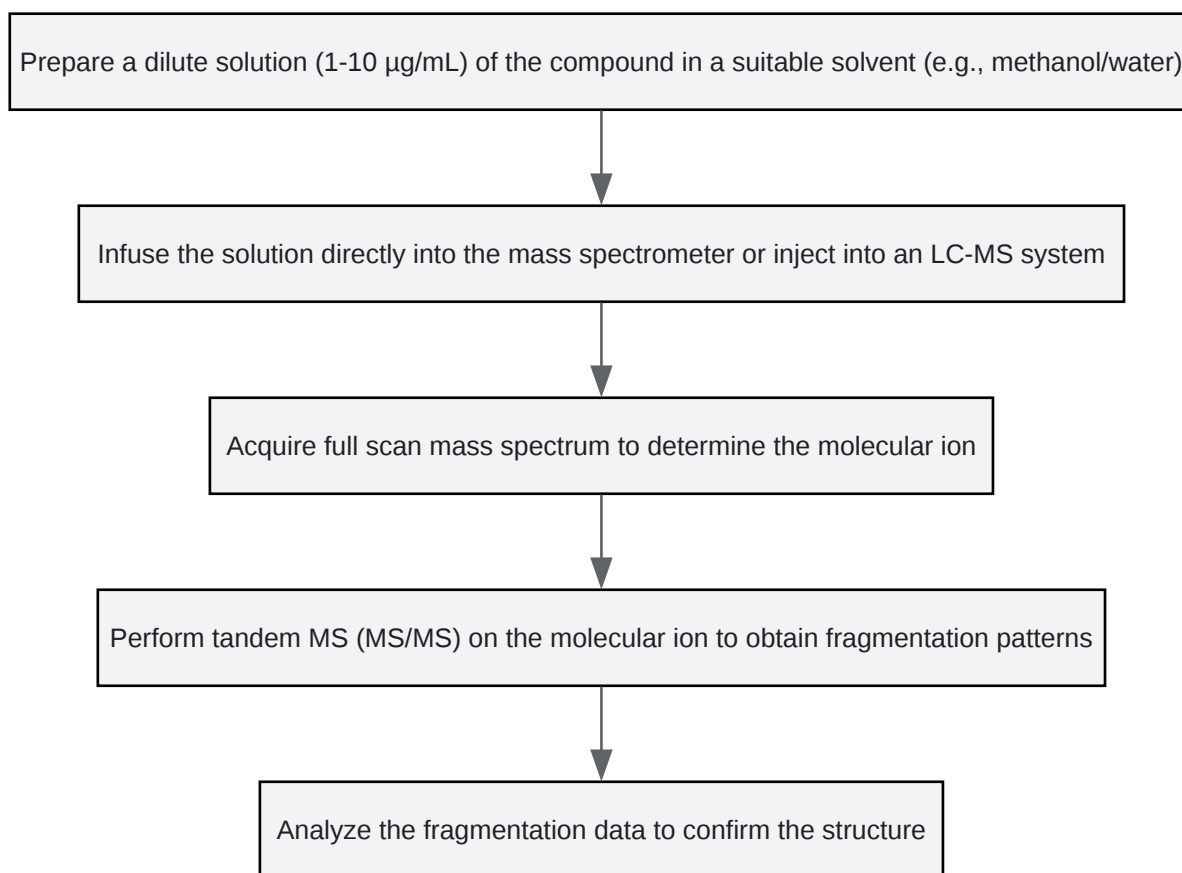 Prepare a dilute solution (1-10 µg/mL) of the compound in a suitable solvent (e.g., methanol/water)
Infuse the solution directly into the mass spectrometer or inject into an LC-MS system
Acquire full scan mass spectrum to determine the molecular ion
Perform tandem MS (MS/MS) on the molecular ion to obtain fragmentation patterns
Analyze the fragmentation data to confirm the structure